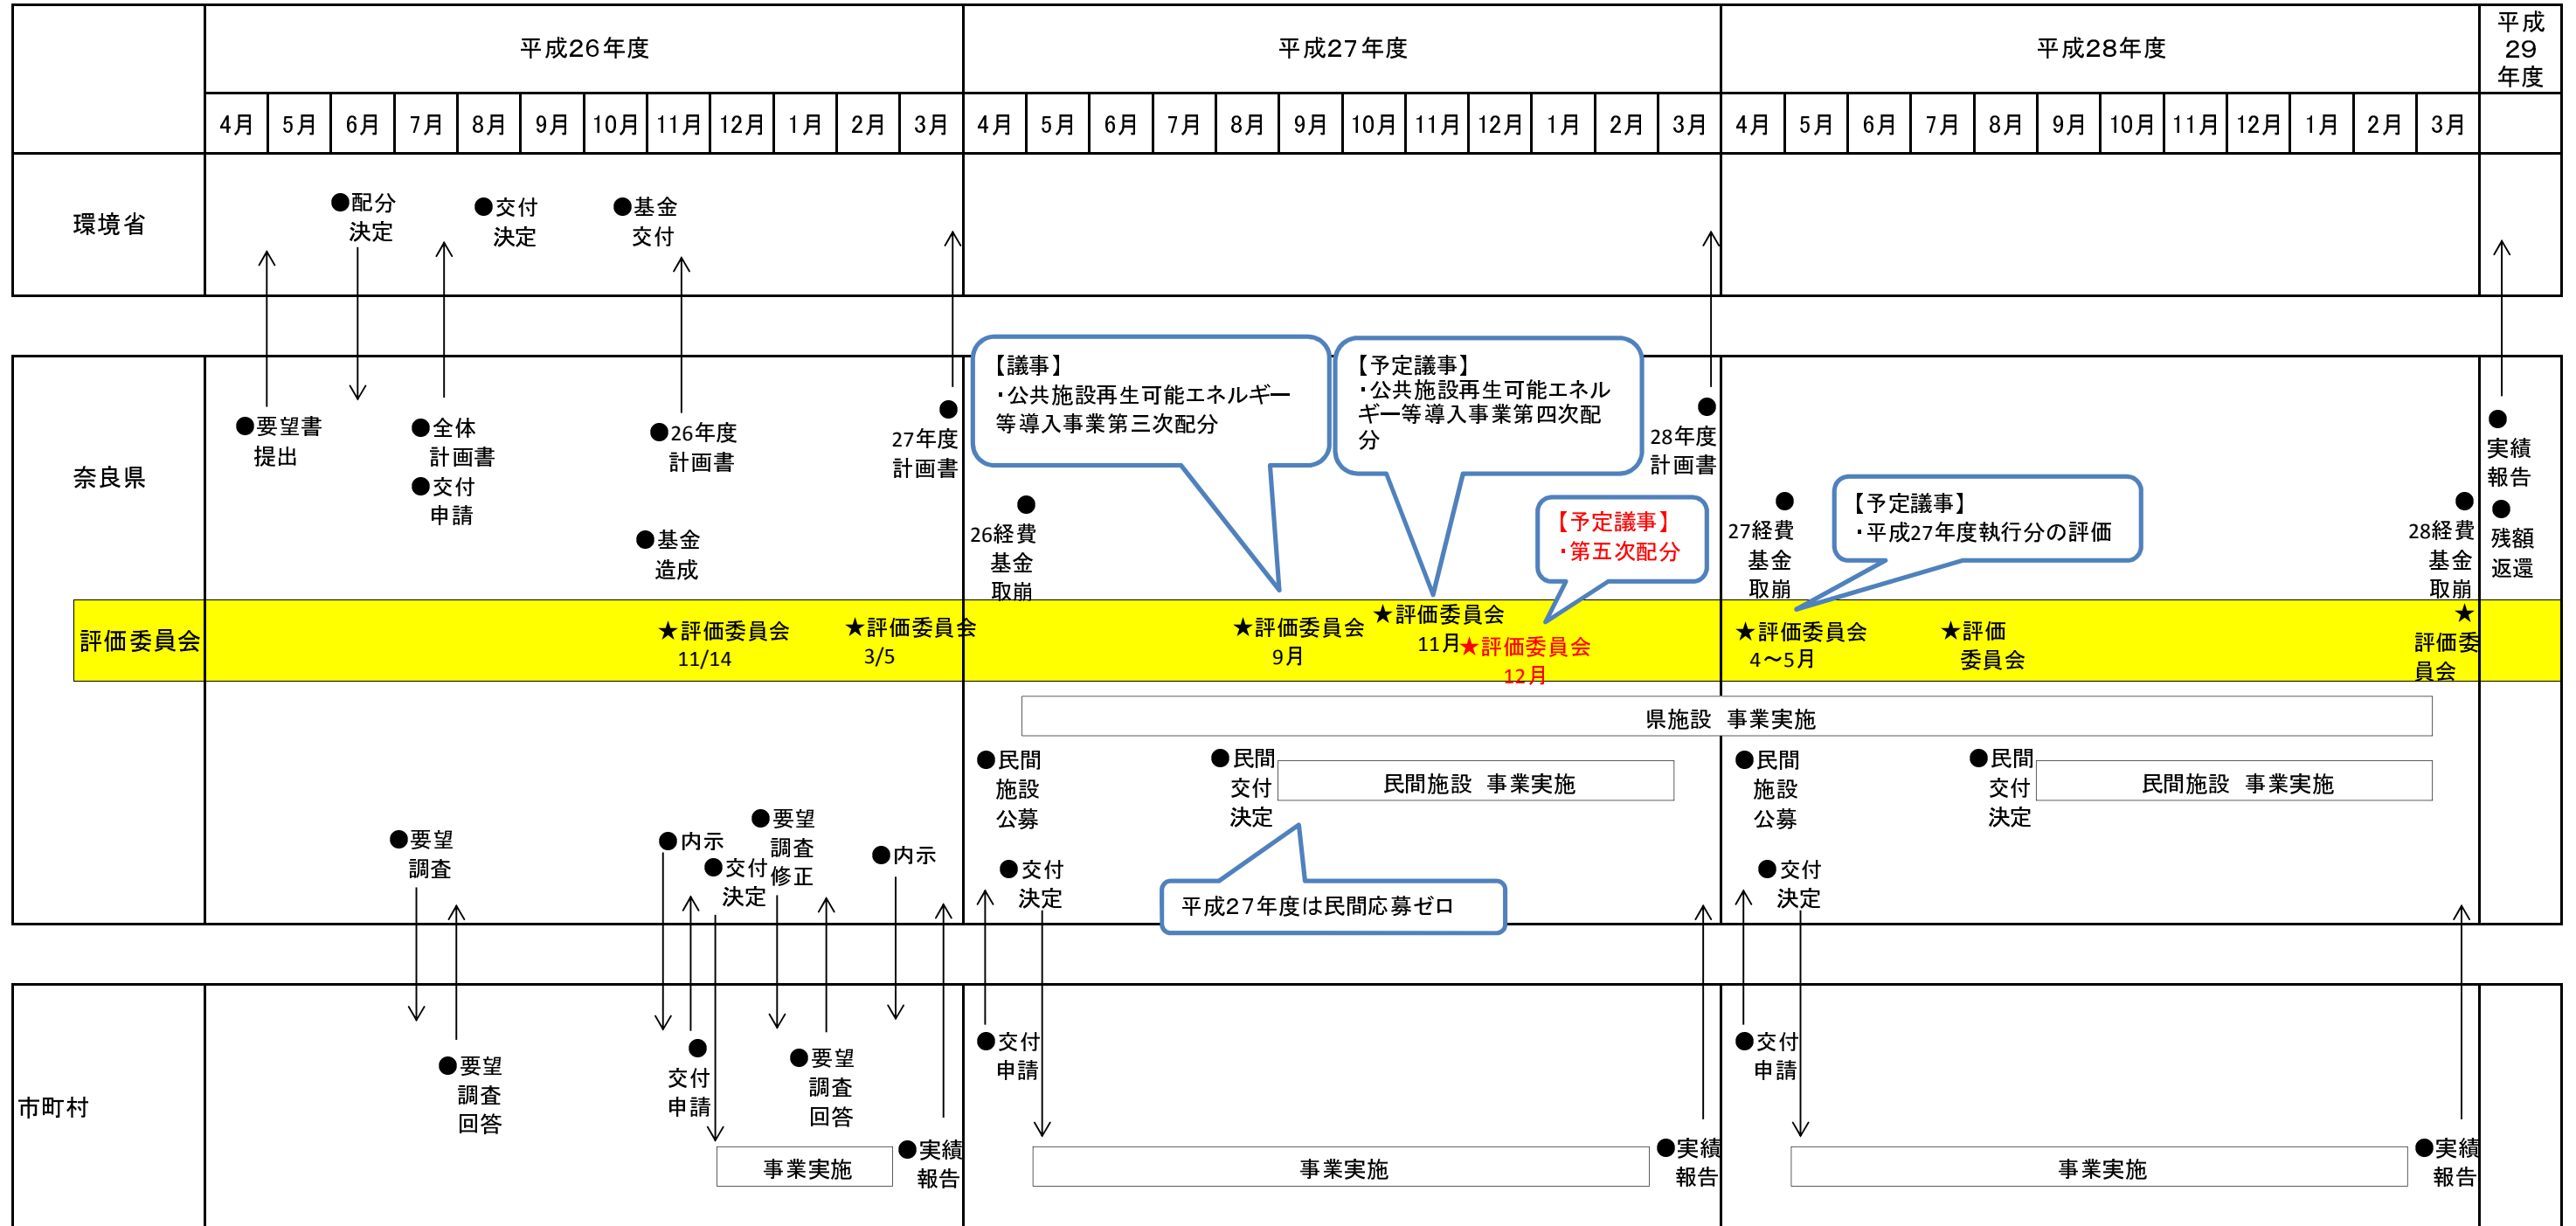 平成26年度
平成27年度
平成28年度
平成
29
年度
4月 5月 6月 7月 8月 9月 10月 11月 12月 1月 2月 3月 4月 5月 6月 7月 8月 9月 10月 11月 12月 1月 2月 3月 4月 5月 6月 7月 8月 9月 10月 11月 12月 1月 2月 3月
環境省
●配分
決定
●交付
決定
●基金
交付
奈良県
●要望書
提出
●全体
計画書
●交付
申請
●26年度
計画書
●基金
造成
●
27年度
計画書
【議事】
・公共施設再生可能エネルギー
等導入事業第三次配分
【予定議事】
・公共施設再生可能エネル
ギー等導入事業第四次配
分
●
28年度
計画書
●
26経費
基金
取崩
【予定議事】
・第五次配分
●
27経費
基金
取崩
【予定議事】
・平成27年度執行分の評価
●
28経費
基金
取崩
●
実績
報告
●
残額
返還
評価委員会
★評価委員会
11/14
★評価委員会
3/5
★評価委員会
9月
★評価委員会
11月
★評価委員会
12月
★評価委員会
4～5月
★評価
委員会
★
評価委
員会
県施設 事業実施
●民間
施設
公募
●民間
交付
決定
民間施設 事業実施
●民間
施設
公募
●民間
交付
決定
民間施設 事業実施
●要望
調査
●内示
●交付
決定
●要望
調査
修正
●内示
●交付
決定
平成27年度は民間応募ゼロ
●交付
決定
市町村
●要望
調査
回答
●
交付
申請
●要望
調査
回答
●交付
申請
●交付
申請
事業実施
●実績
報告
事業実施
●実績
報告
事業実施
●実績
報告